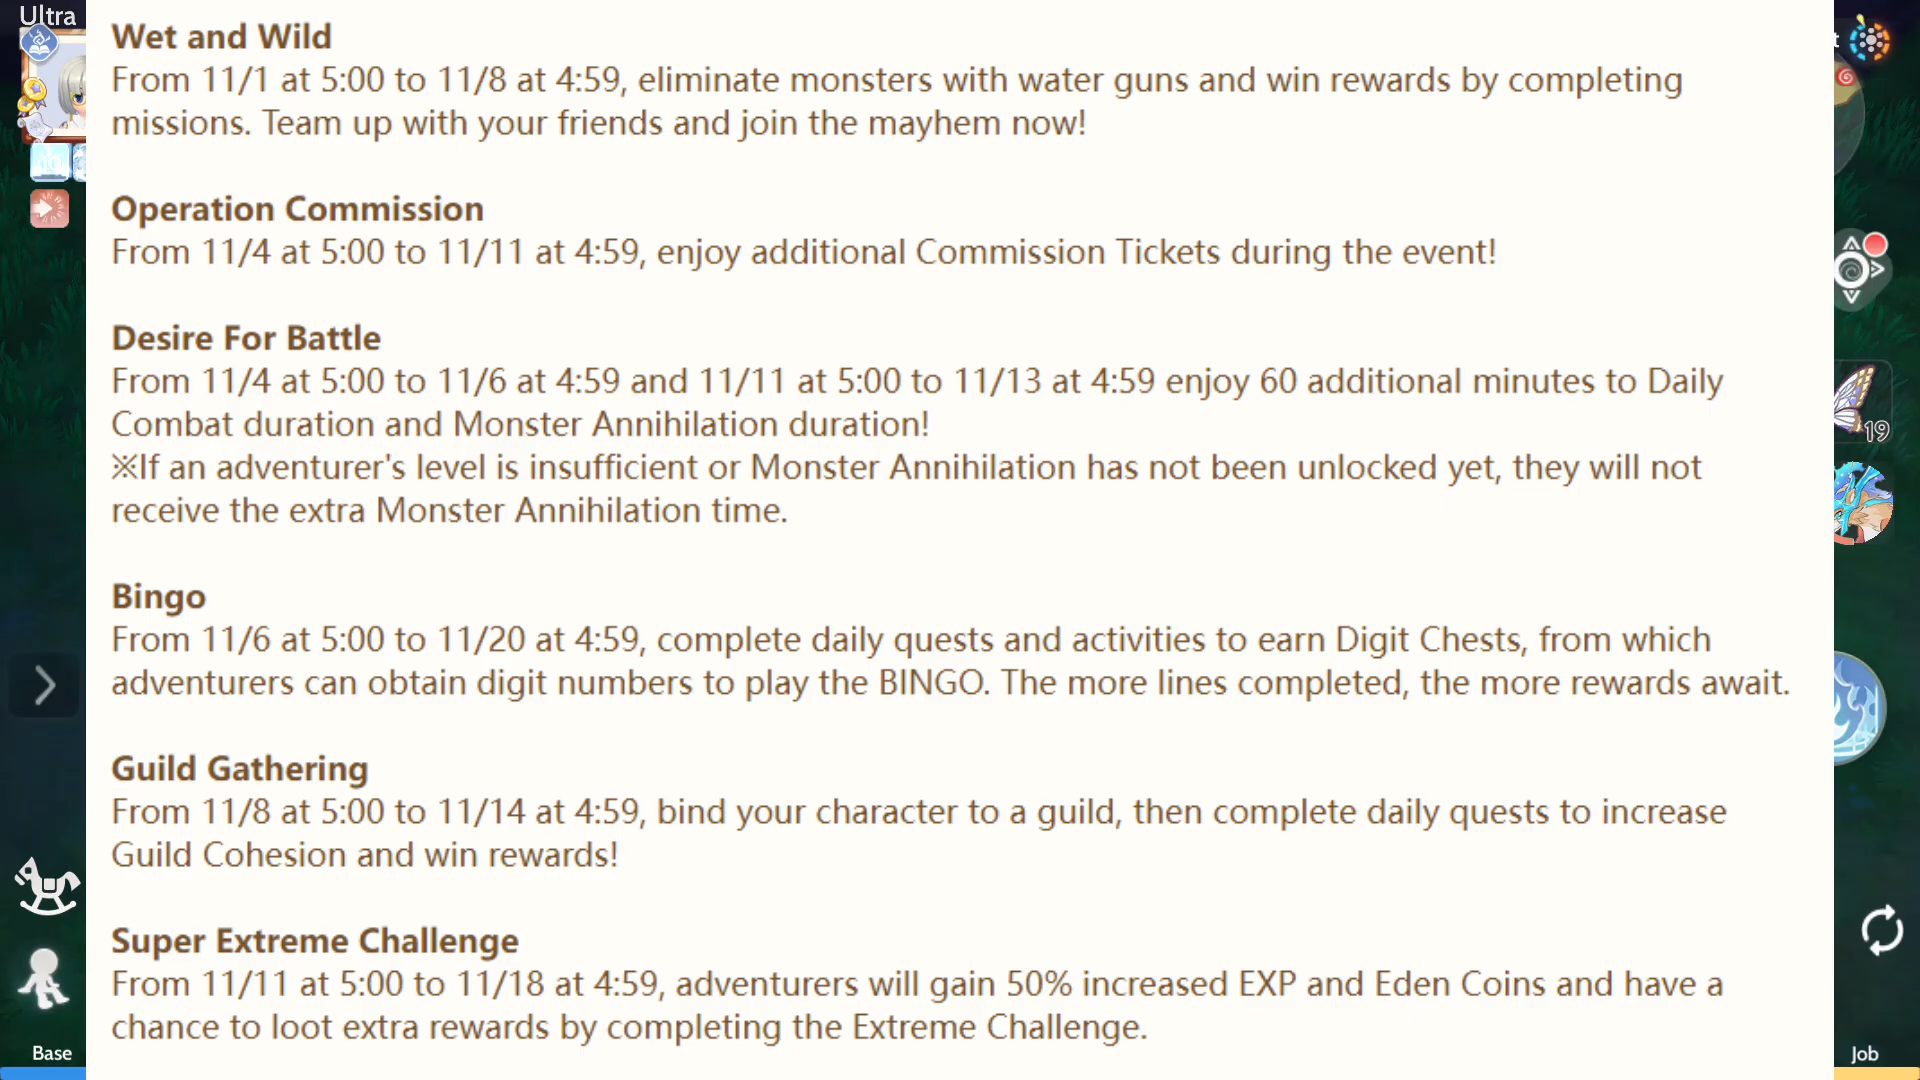 Ultra
Wet and Wild
From 11/1 at 5:00 to 11/8 at 4:59, eliminate monsters with water guns and win rewards by completing
missions. Team up with your friends and join the mayhem now!
Operation Commission
From 11/4 at 5:00 to 11/11 at 4:59, enjoy additional Commission Tickets during the event!
Desire For Battle
From 11/4 at 5:00 to 11/6 at 4:59 and 11/11 at 5:00 to 11/13 at 4:59 enjoy 60 additional minutes to Daily
Combat duration and Monster Annihilation duration!
※If an adventurer's level is insufficient or Monster Annihilation has not been unlocked yet, they will not
receive the extra Monster Annihilation time.
19
Bingo
From 11/6 at 5:00 to 11/20 at 4:59, complete daily quests and activities to earn Digit Chests, from which
adventurers can obtain digit numbers to play the BINGO. The more lines completed, the more rewards await.
Guild Gathering
From 11/8 at 5:00 to 11/14 at 4:59, bind your character to a guild, then complete daily quests to increase
Guild Cohesion and win rewards!
Super Extreme Challenge
From 11/11 at 5:00 to 11/18 at 4:59, adventurers will gain 50% increased EXP and Eden Coins and have a
chance to loot extra rewards by completing the Extreme Challenge.
Base
Job